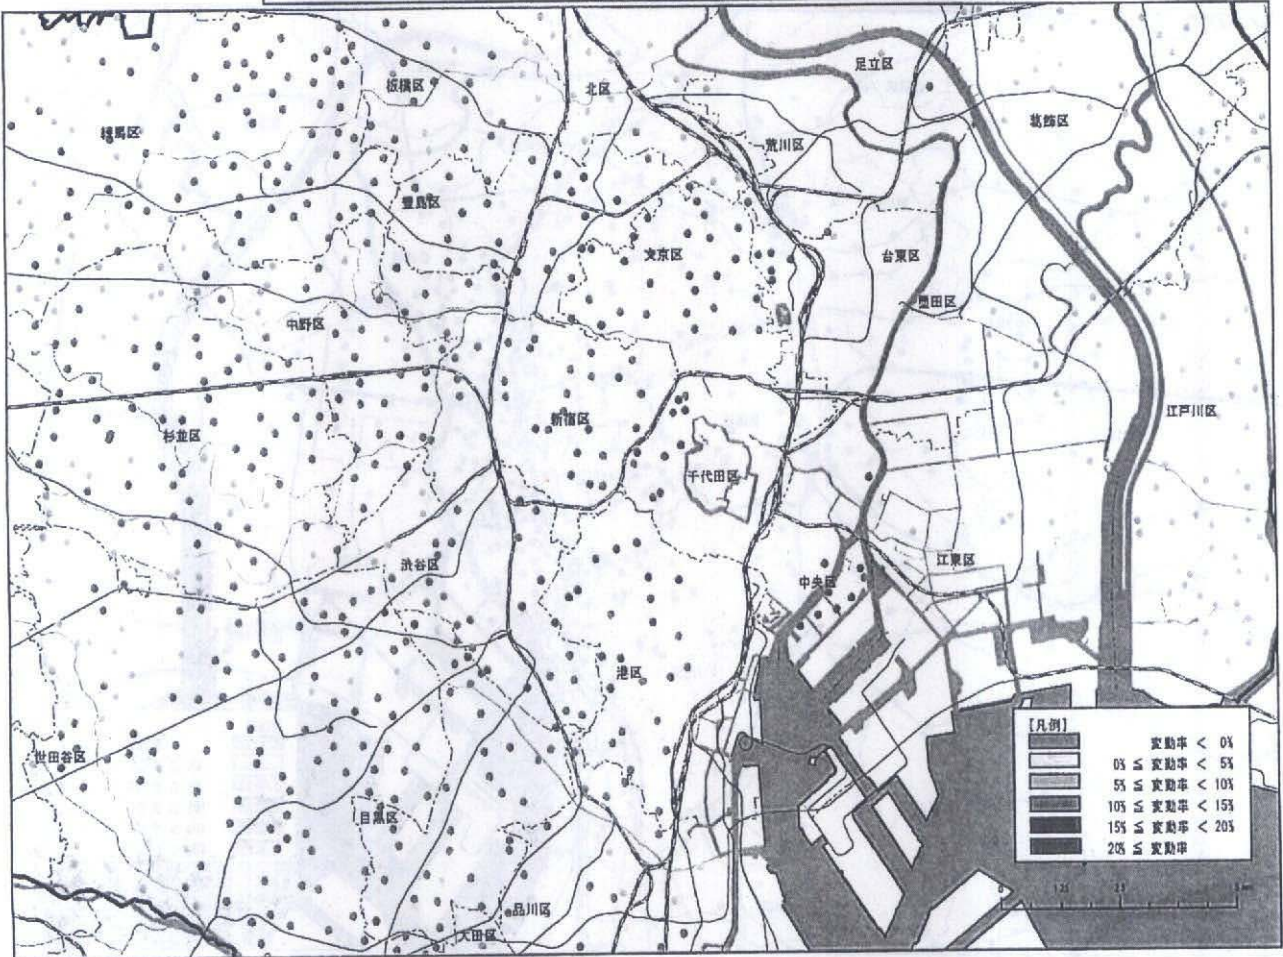 板橋区
北区
足立区
葛飾区
練馬区
荒川区
豊島区
文京区
台東区
墨田区
中野区
江戸川区
新宿区
杉並区
千代田区
渋谷区
中央区
江東区
港区
世田谷区
目黒区
品川区
大田区
[凡例]
変動率 < 0%
0% ≦ 変動率 < 5%
5% ≦ 変動率 < 10%
10% ≦ 変動率 < 15%
15% ≦ 変動率 < 20%
20% ≦ 変動率
0 1.25 2.5